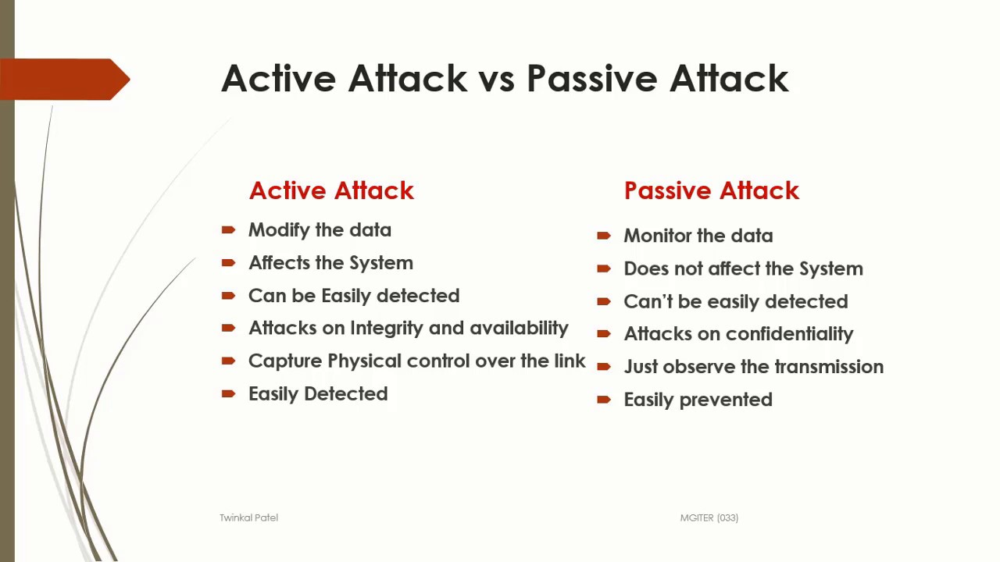 Active Attack vs Passive Attack
Active Attack
Modify the data
Affects the System
Can be Easily detected
Attacks on Integrity and availability
Capture Physical control over the link
Easily Detected
Passive Attack
Monitor the data
Does not affect the System
Can't be easily detected
Attacks on confidentiality
Just observe the transmission
Easily prevented
Twinkal Patel
MGITER (033)